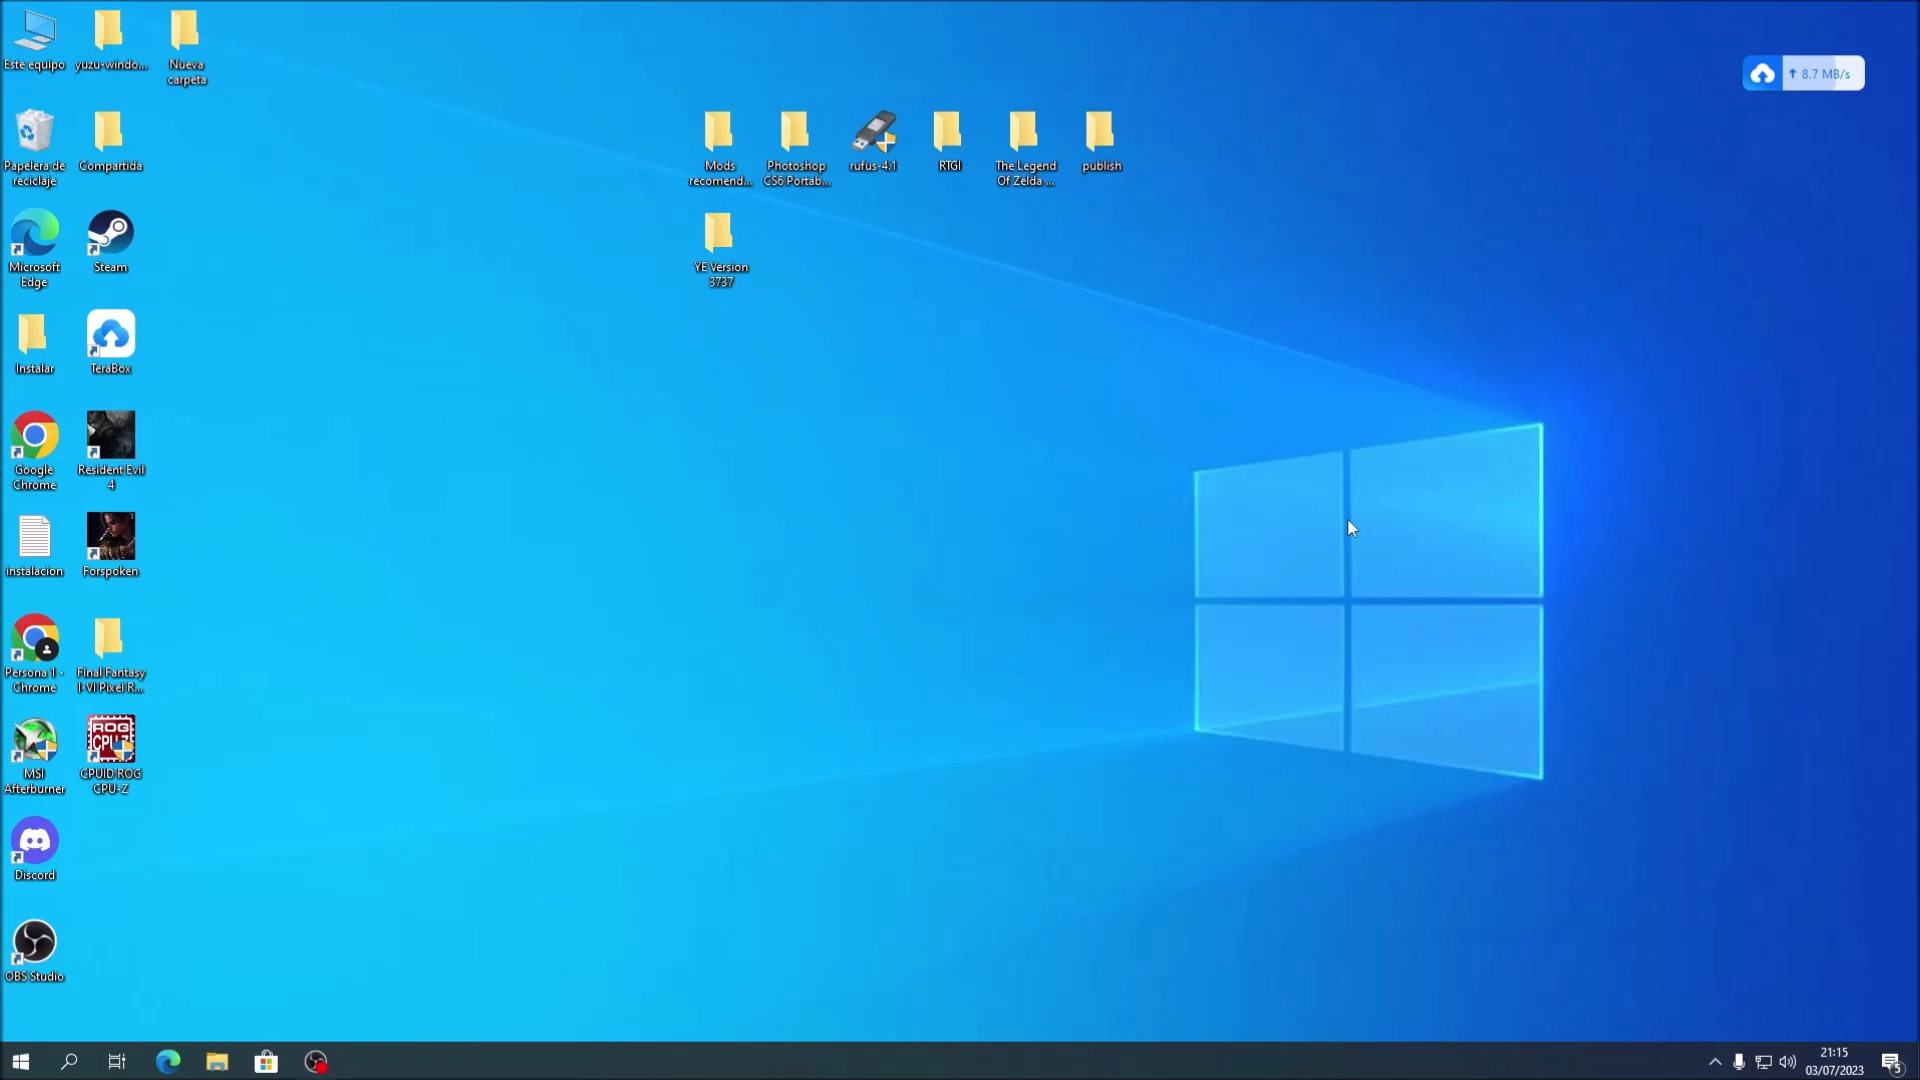 Este equipo
yuzu-windo...
Nueva
carpeta
↑ 8.7 MB/s
Papelera de
reciclaje
Compartida
Mods
recomend...
Photoshop
CS6 Portab...
rufus-4.1
RTGI
The Legend
Of Zelda ...
publish
Microsoft
Edge
Steam
YE Version
3737
Instalar
TeraBox
Google
Chrome
Resident Evil
4
instalacion
Forspoken
Persona 1 -
Chrome
Final Fantasy
I-VI Pixel R...
MSI
Afterburner
ROG
CPU-Z
CPUID ROG
CPU-Z
Discord
OBS Studio
21:15
03/07/2023
5